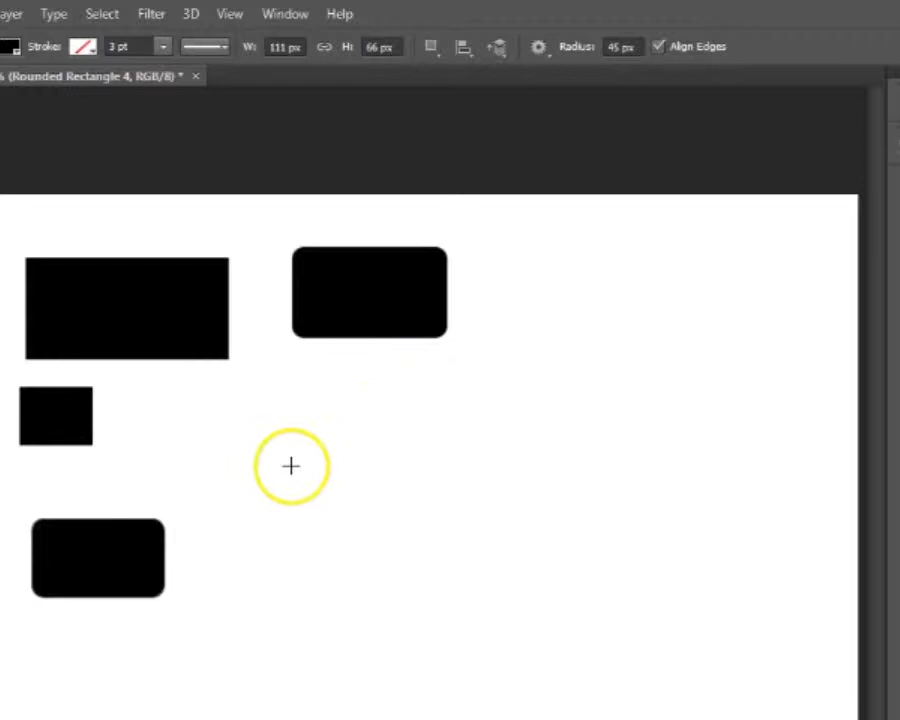 ayer Type Select Filter 3D View Window Help
Stroke: 3 pt W: 111 px H: 66 px Radius: 45 px Align Edges
% (Rounded Rectangle 4, RGB/8) * ×